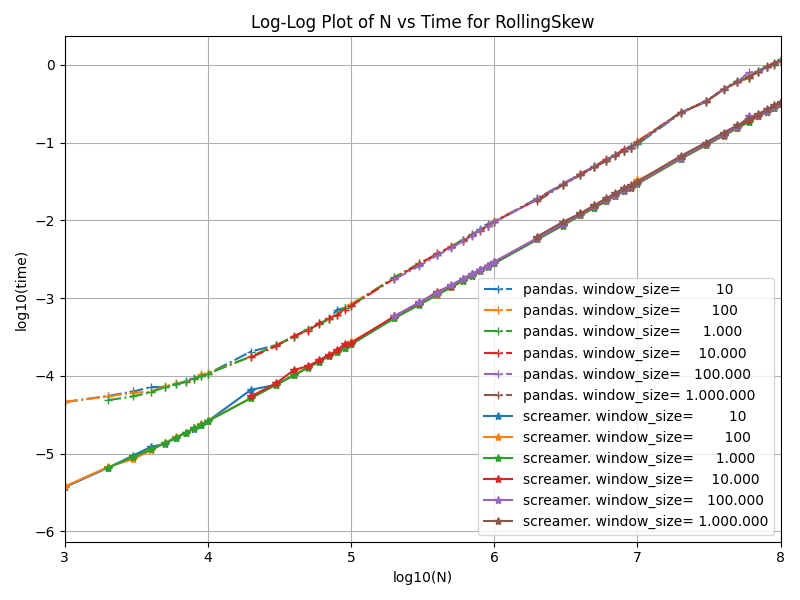 Log-Log Plot of N vs Time for RollingSkew
log10(time)
0
−1
−2
−3
−4
−5
−6
pandas. window_size= 10
pandas. window_size= 100
pandas. window_size= 1.000
pandas. window_size= 10.000
pandas. window_size= 100.000
pandas. window_size= 1.000.000
screamer. window_size= 10
screamer. window_size= 100
screamer. window_size= 1.000
screamer. window_size= 10.000
screamer. window_size= 100.000
screamer. window_size= 1.000.000
3 4 5 6 7 8
log10(N)